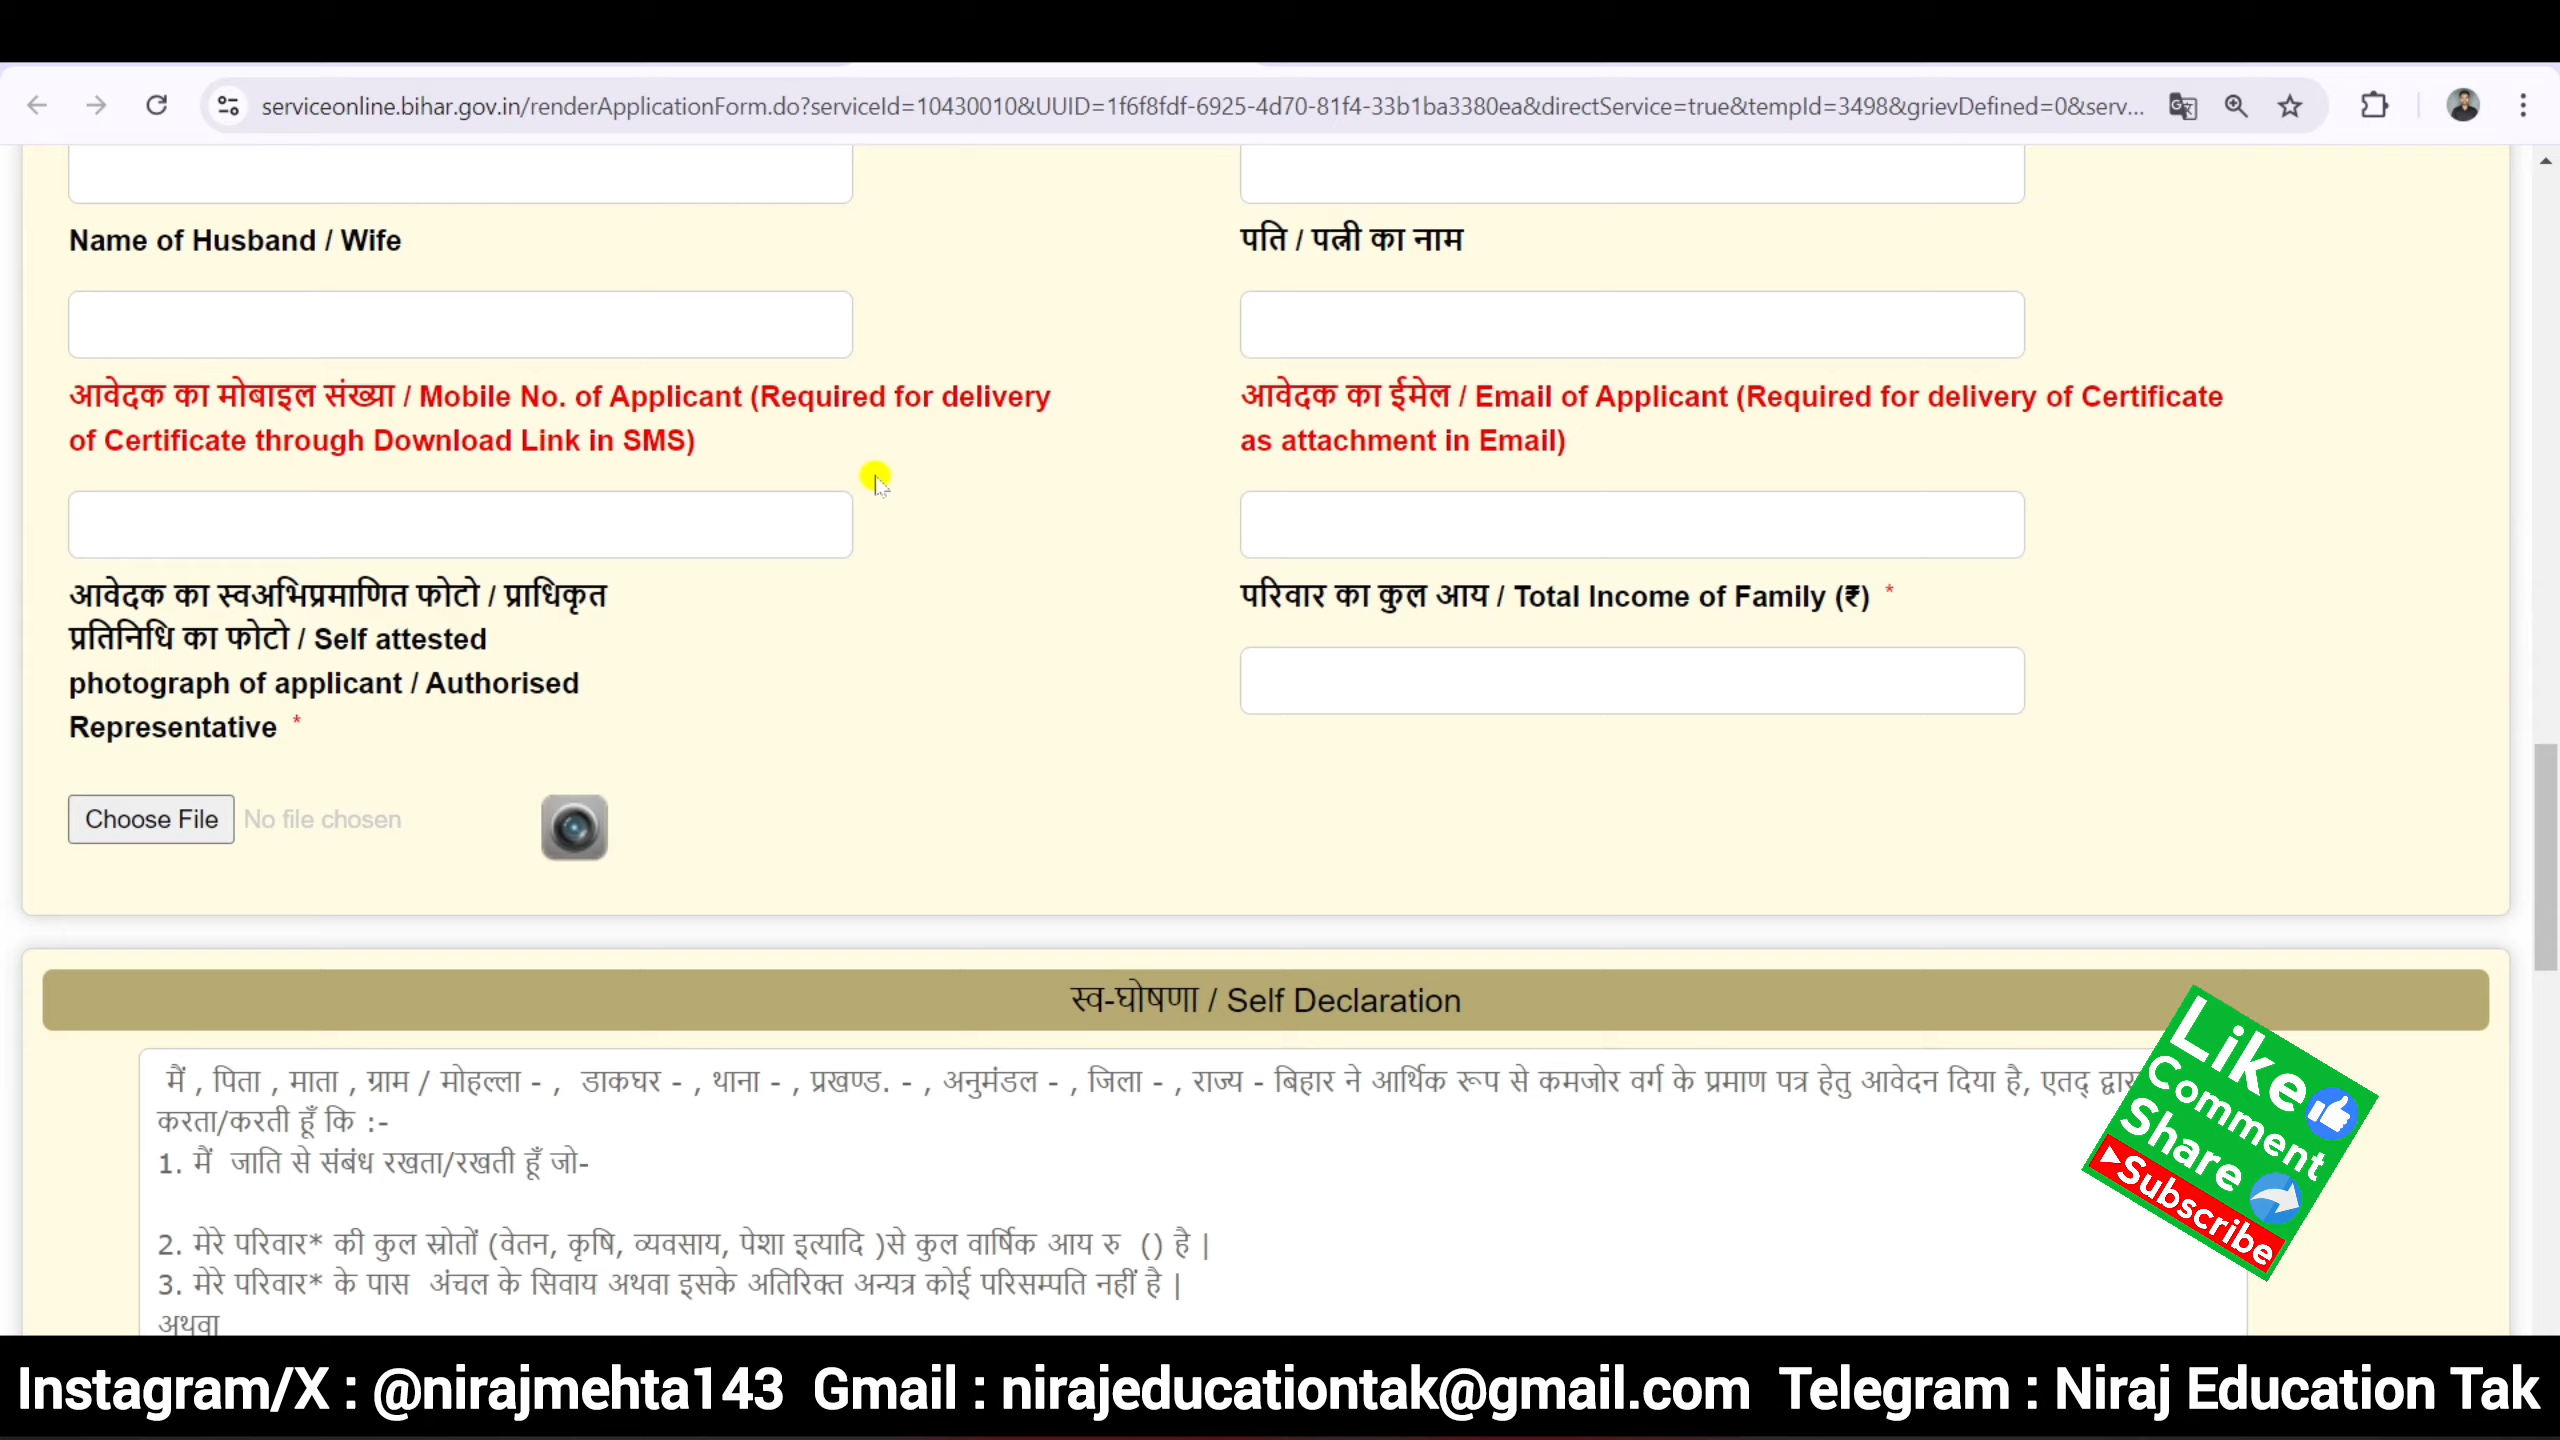 serviceonline.bihar.gov.in/renderApplicationForm.do?serviceId=10430010&UUID=1f6f8fdf-6925-4d70-81f4-33b1ba3380ea&directService=true&tempId=3498&grievDefined=0&serv...
Name of Husband / Wife
पति / पत्नी का नाम
आवेदक का मोबाइल संख्या / Mobile No. of Applicant (Required for delivery
of Certificate through Download Link in SMS)
आवेदक का ईमेल / Email of Applicant (Required for delivery of Certificate
as attachment in Email)
आवेदक का स्वअभिप्रमाणित फोटो / प्राधिकृत
प्रतिनिधि का फोटो / Self attested
photograph of applicant / Authorised
Representative *
परिवार का कुल आय / Total Income of Family (₹) *
Choose File No file chosen
स्व-घोषणा / Self Declaration
मैं , पिता , माता , ग्राम / मोहल्ला - , डाकघर - , थाना - , प्रखण्ड. - , अनुमंडल - , जिला - , राज्य - बिहार ने आर्थिक रूप से कमजोर वर्ग के प्रमाण पत्र हेतु आवेदन दिया है, एतद्
करता/करती हूँ कि :-
1. मैं जाति से संबंध रखता/रखती हूँ जो-
2. मेरे परिवार* की कुल स्रोतों (वेतन, कृषि, व्यवसाय, पेशा इत्यादि )से कुल वार्षिक आय रु () है |
3. मेरे परिवार* के पास अंचल के सिवाय अथवा इसके अतिरिक्त अन्यत्र कोई परिसम्पति नहीं है |
अथवा
Like
Comment
Share
Subscribe
Instagram/X : @nirajmehta143 Gmail : nirajeducationtak@gmail.com Telegram : Niraj Education Tak